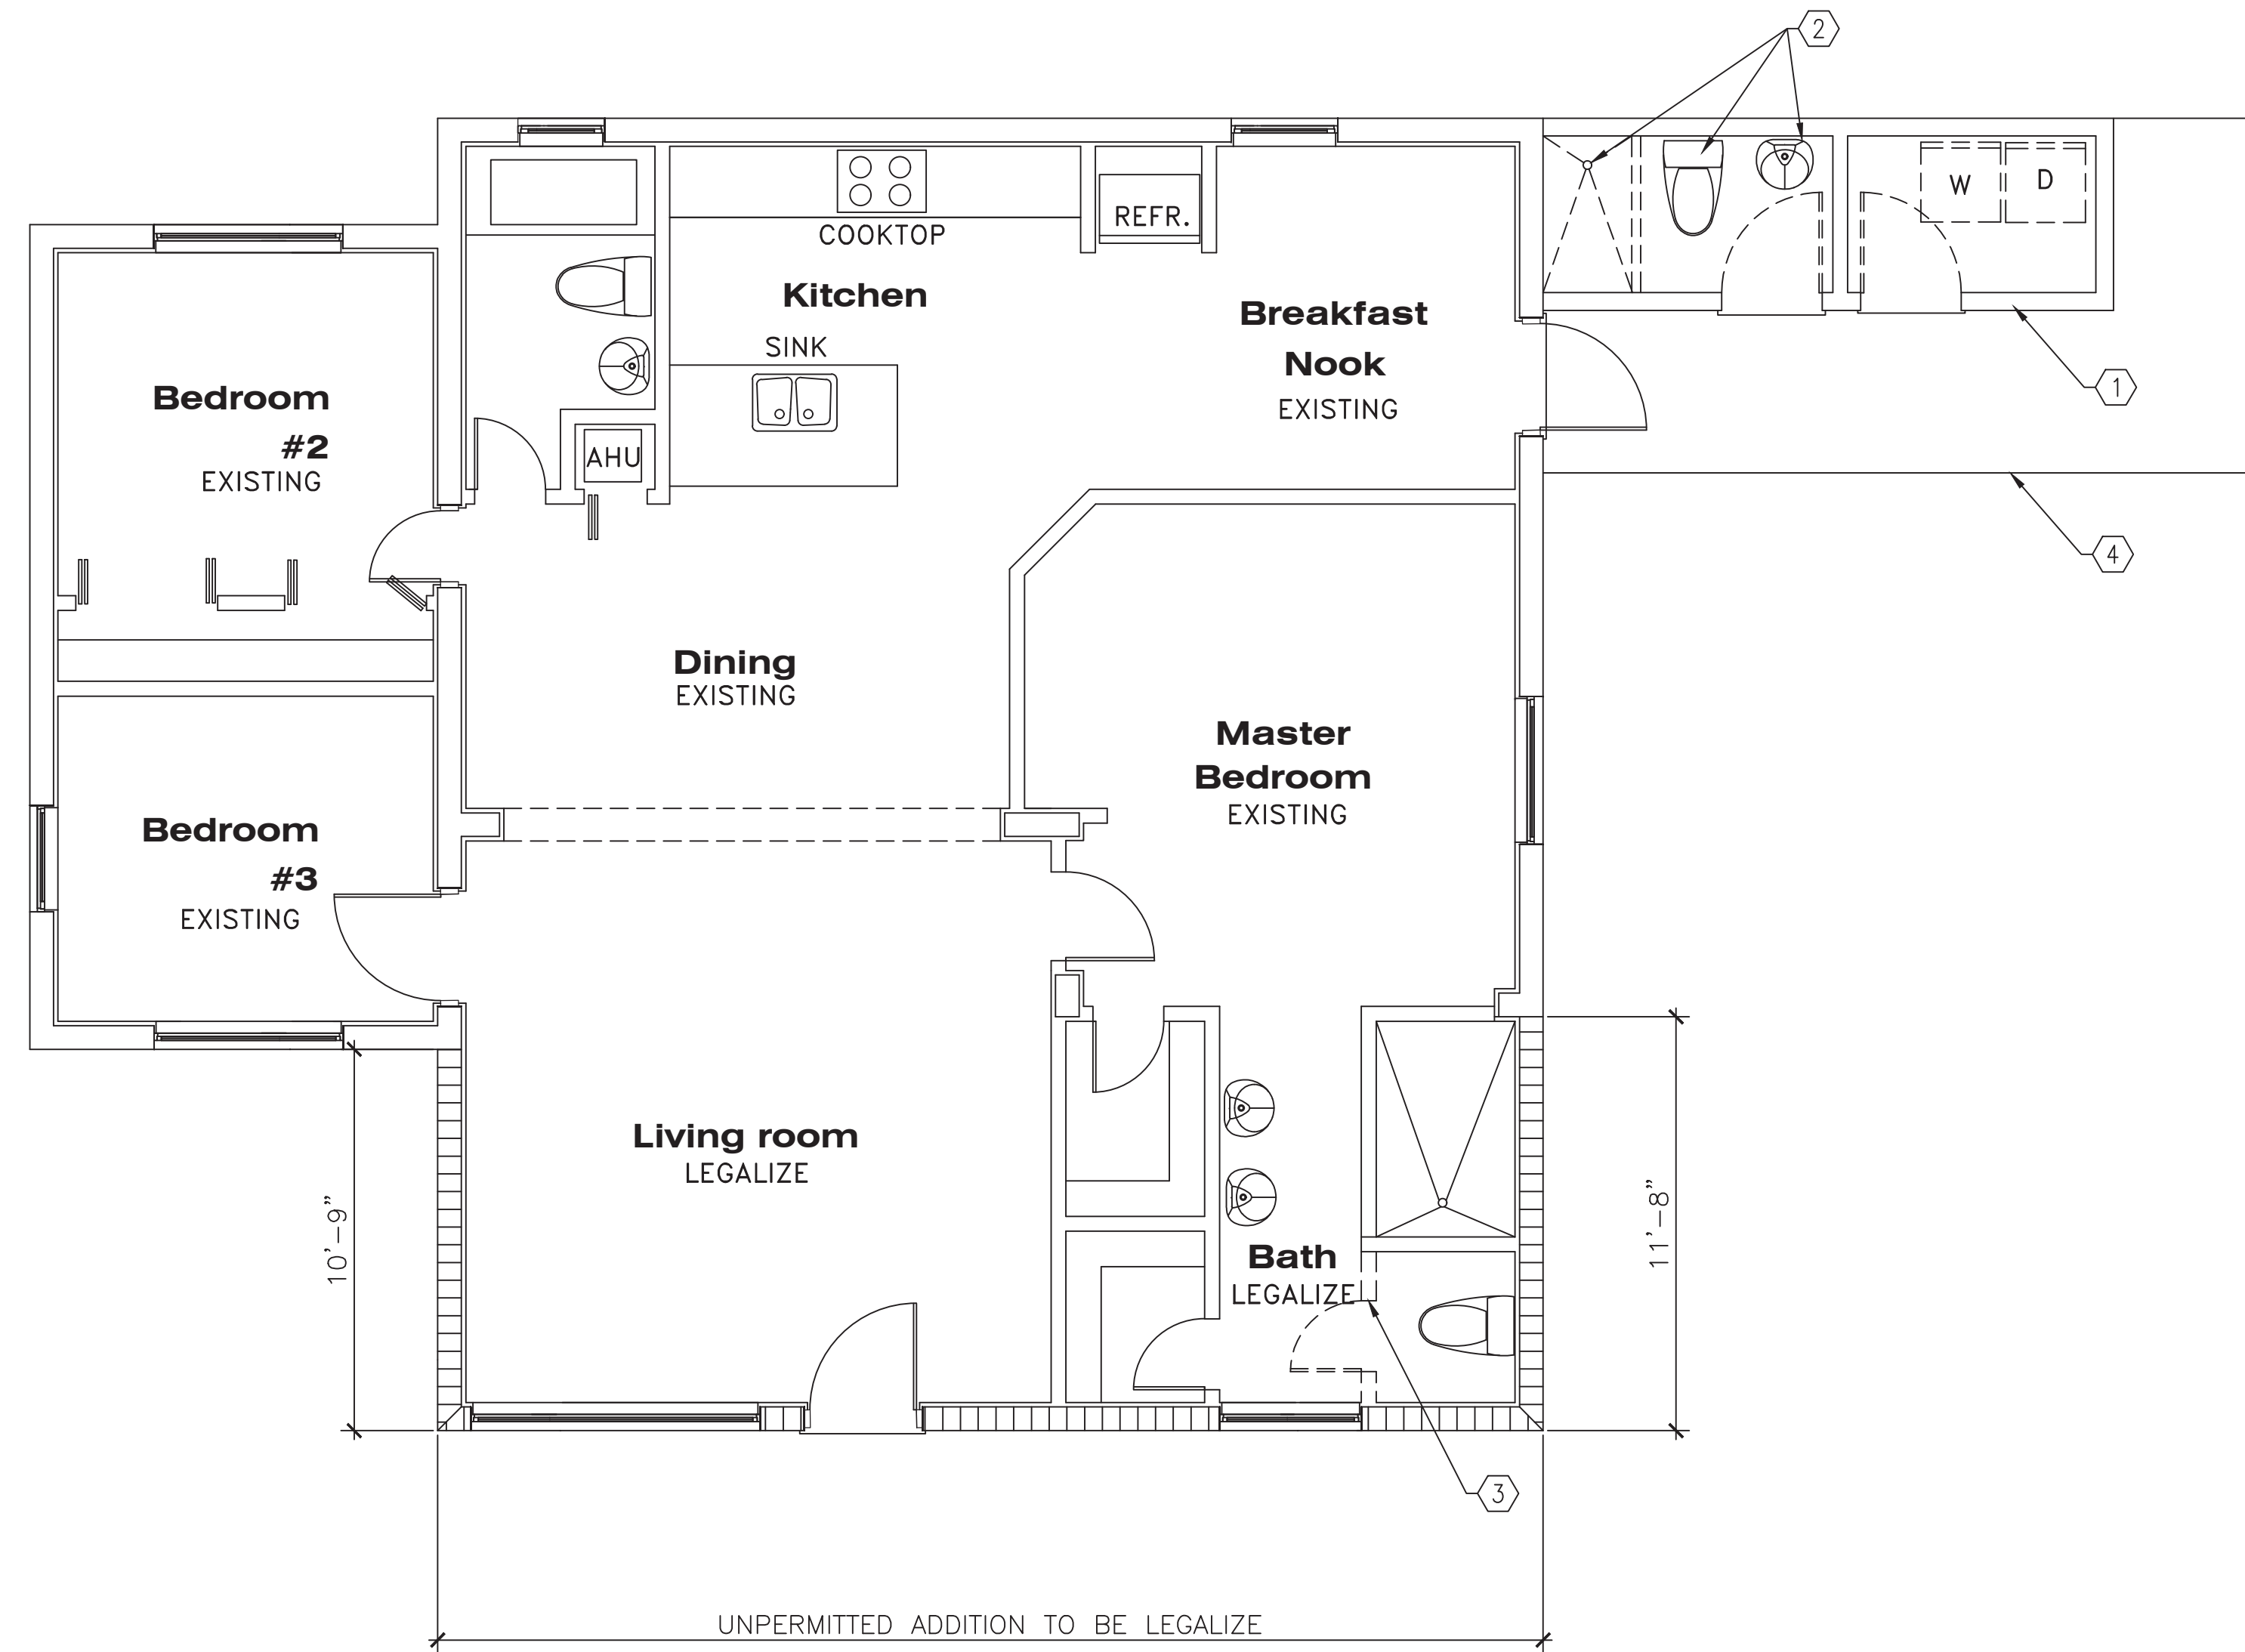 2
W
D
REFR.
COOKTOP
Kitchen
Breakfast
Nook
EXISTING
SINK
1
Bedroom
#2
EXISTING
AHU
4
Dining
EXISTING
Master
Bedroom
EXISTING
Bedroom
#3
EXISTING
Living room
LEGALIZE
10'-9"
11'-8"
Bath
LEGALIZE
3
UNPERMITTED ADDITION TO BE LEGALIZE